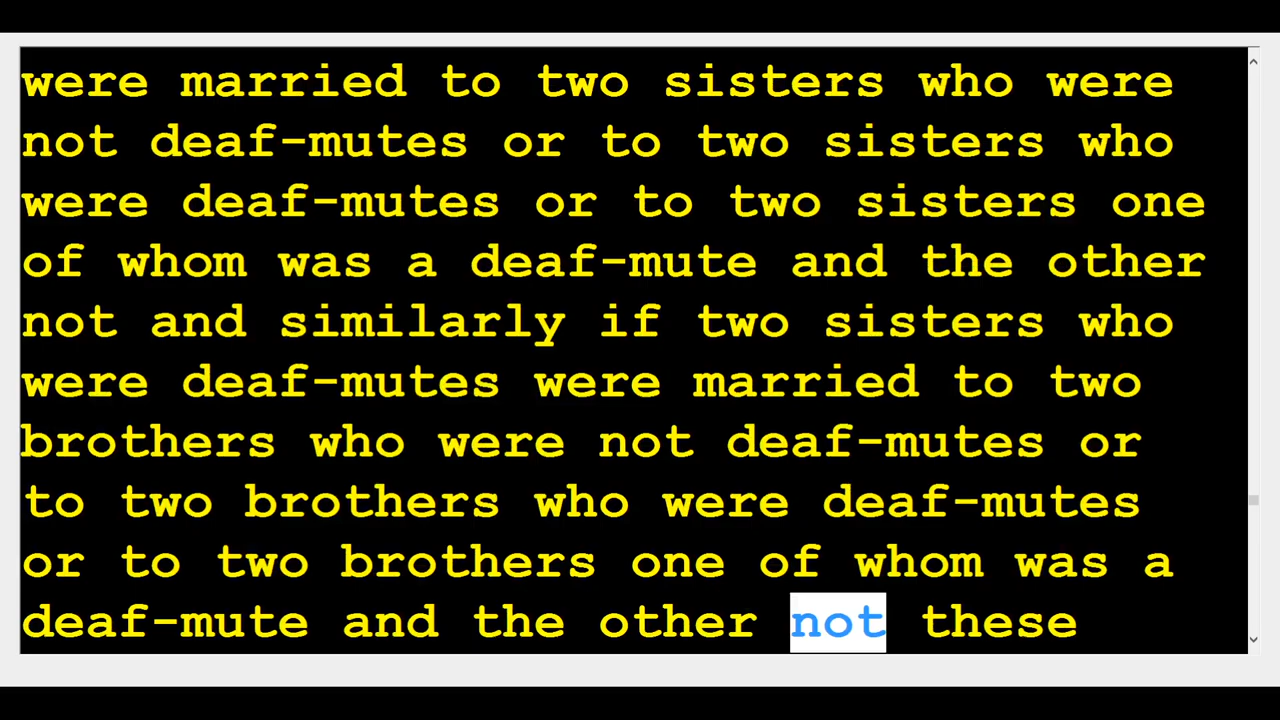 were married to two sisters who were
not deaf-mutes or to two sisters who
were deaf-mutes or to two sisters one
of whom was a deaf-mute and the other
not and similarly if two sisters who
were deaf-mutes were married to two
brothers who were not deaf-mutes or
to two brothers who were deaf-mutes
or to two brothers one of whom was a
deaf-mute and the other not these